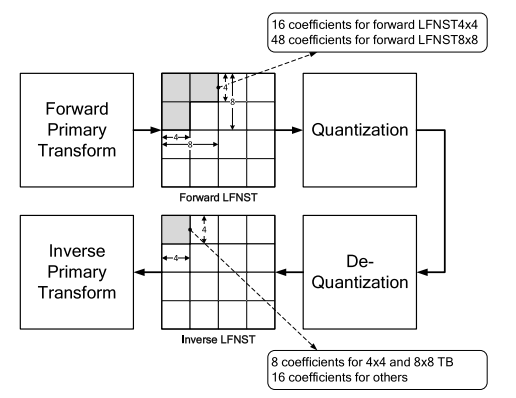 16 coefficients for forward LFNST4x4
48 coefficients for forward LFNST8x8
Forward
Primary
Transform
4
8
4
8
Forward LFNST
Quantization
Inverse
Primary
Transform
4
4
Inverse LFNST
De-
Quantization
8 coefficients for 4x4 and 8x8 TB
16 coefficients for others